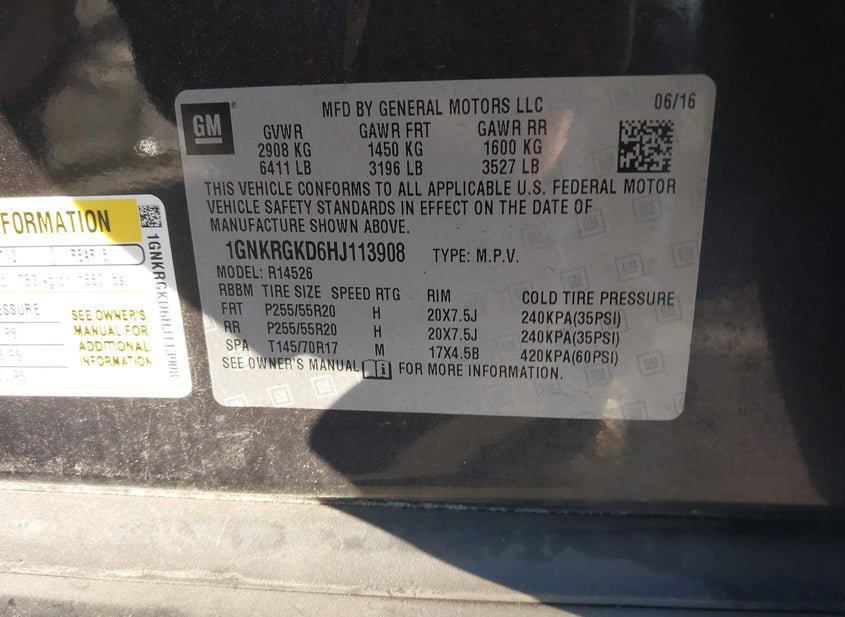 GM
MFD BY GENERAL MOTORS LLC 06/16
GVWR GAWR FRT GAWR RR
2908 KG 1450 KG 1600 KG
6411 LB 3196 LB 3527 LB
THIS VEHICLE CONFORMS TO ALL APPLICABLE U.S. FEDERAL MOTOR
VEHICLE SAFETY STANDARDS IN EFFECT ON THE DATE OF
MANUFACTURE SHOWN ABOVE.
1GNKRGKD6HJ113908 TYPE: M.P.V.
MODEL: R14526
RBBM TIRE SIZE SPEED RTG RIM COLD TIRE PRESSURE
FRT P255/55R20 H 20X7.5J 240KPA(35PSI)
RR P255/55R20 H 20X7.5J 240KPA(35PSI)
SPA T145/70R17 M 17X4.5B 420KPA(60PSI)
SEE OWNER'S MANUAL FOR MORE INFORMATION.
FORMATION
REAR
SEE OWNER'S
MANUAL FOR
ADDITIONAL
INFORMATION
1GNKRGKD6HJ113908